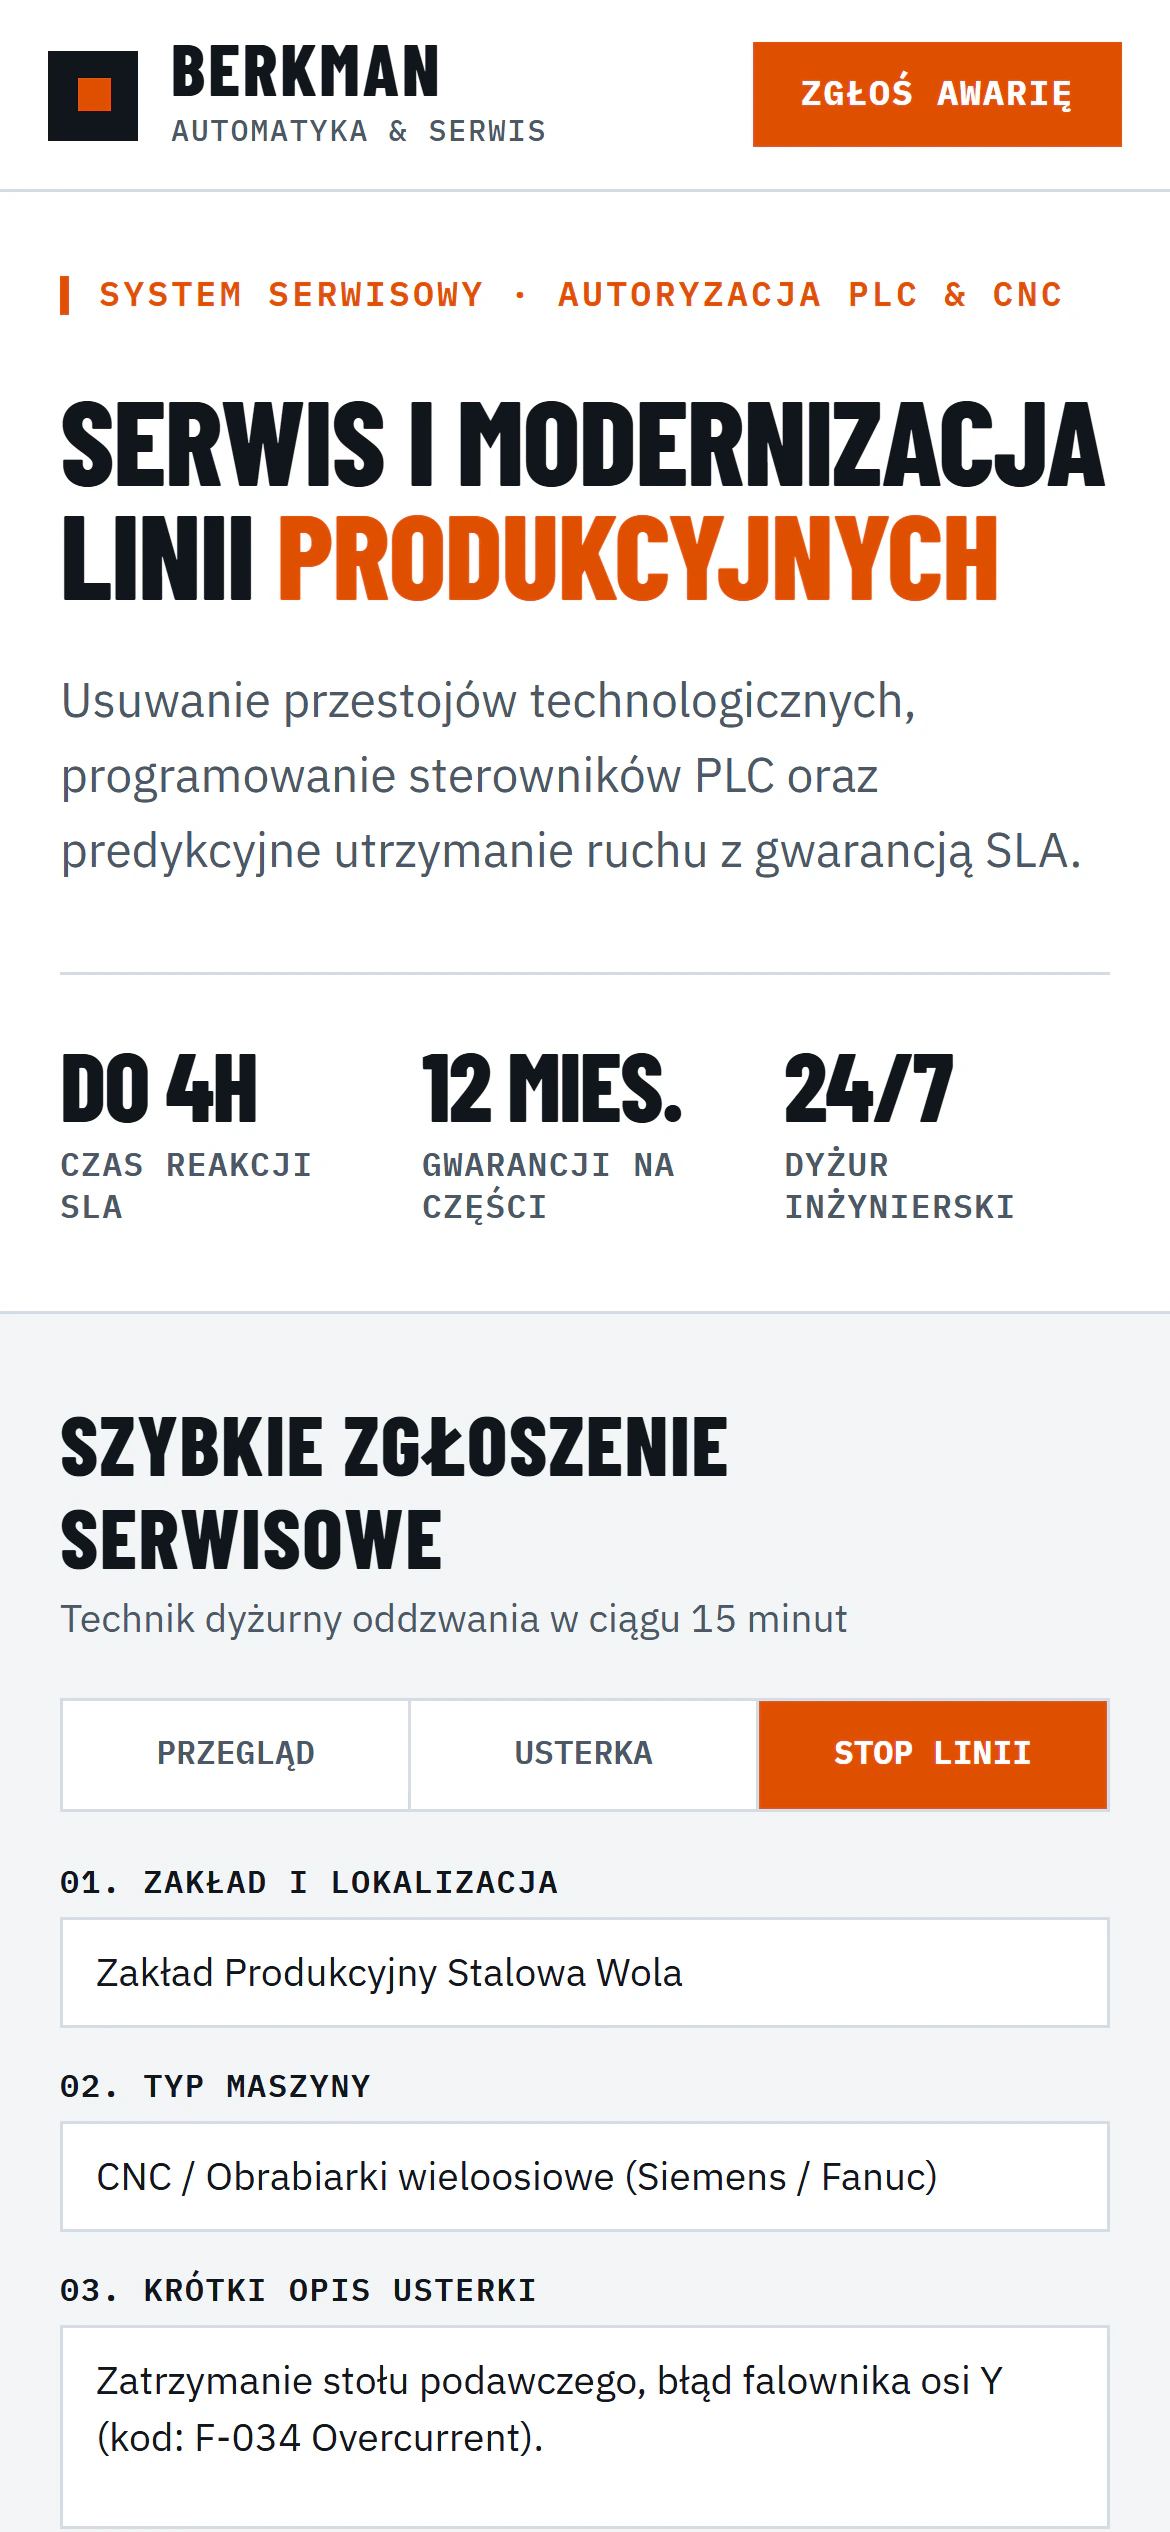 BERKMAN
AUTOMATYKA & SERWIS
ZGŁOŚ AWARIĘ
SYSTEM SERWISOWY · AUTORYZACJA PLC & CNC
SERWIS I MODERNIZACJA
LINII PRODUKCYJNYCH
Usuwanie przestojów technologicznych,
programowanie sterowników PLC oraz
predykcyjne utrzymanie ruchu z gwarancją SLA.
DO 4H
CZAS REAKCJI
SLA
12 MIES.
GWARANCJI NA
CZĘŚCI
24/7
DYŻUR
INŻYNIERSKI
SZYBKIE ZGŁOSZENIE
SERWISOWE
Technik dyżurny oddzwania w ciągu 15 minut
PRZEGLĄD
USTERKA
STOP LINII
01. ZAKŁAD I LOKALIZACJA
Zakład Produkcyjny Stalowa Wola
02. TYP MASZYNY
CNC / Obrabiarki wieloosiowe (Siemens / Fanuc)
03. KRÓTKI OPIS USTERKI
Zatrzymanie stołu podawczego, błąd falownika osi Y
(kod: F-034 Overcurrent).